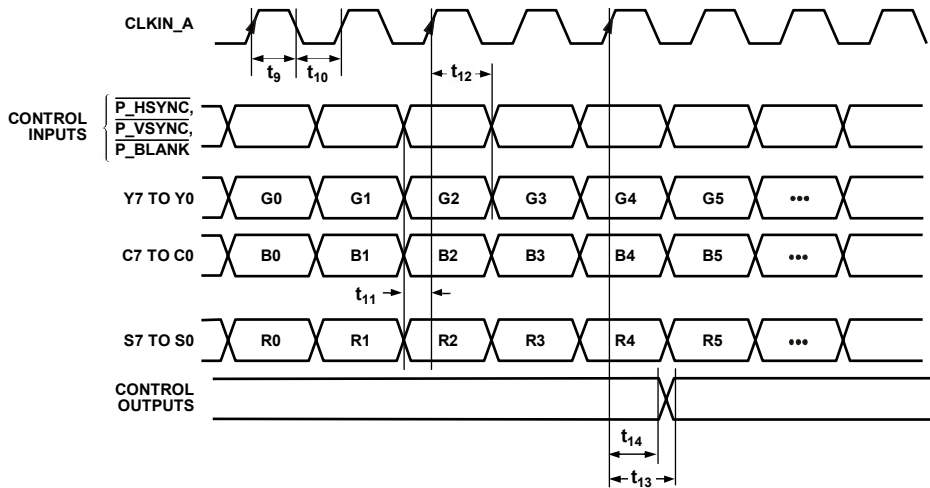 CLKIN_A
t9 t10 t12
CONTROL INPUTS
P_HSYNC,
P_VSYNC,
P_BLANK
Y7 TO Y0 G0 G1 G2 G3 G4 G5 •••
C7 TO C0 B0 B1 B2 B3 B4 B5 •••
t11
S7 TO S0 R0 R1 R2 R3 R4 R5 •••
CONTROL OUTPUTS
t14
t13